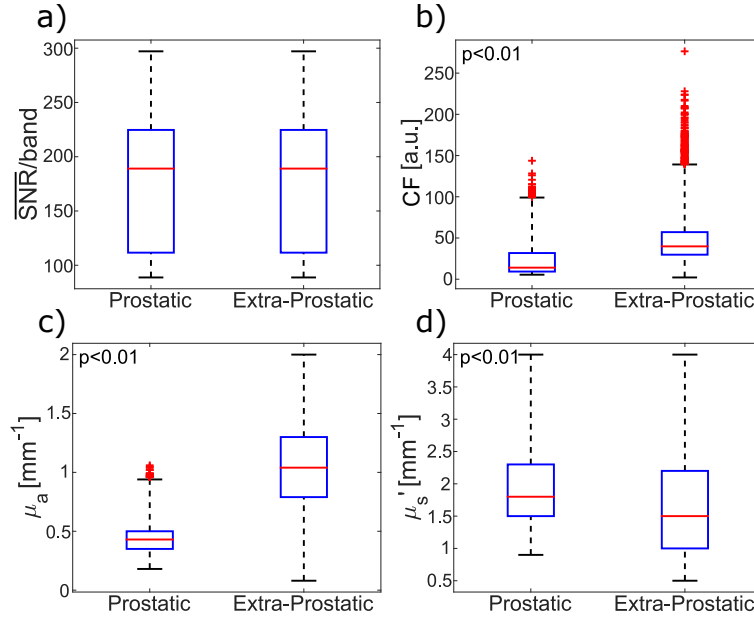 a)
300
250
200
150
100
SNR/band
Prostatic
Extra-Prostatic
b)
p<0.01
250
200
150
100
50
0
CF [a.u.]
Prostatic
Extra-Prostatic
c)
p<0.01
2
1.5
1
0.5
0
μa [mm⁻¹]
Prostatic
Extra-Prostatic
d)
p<0.01
4
3.5
3
2.5
2
1.5
1
0.5
μs' [mm⁻¹]
Prostatic
Extra-Prostatic